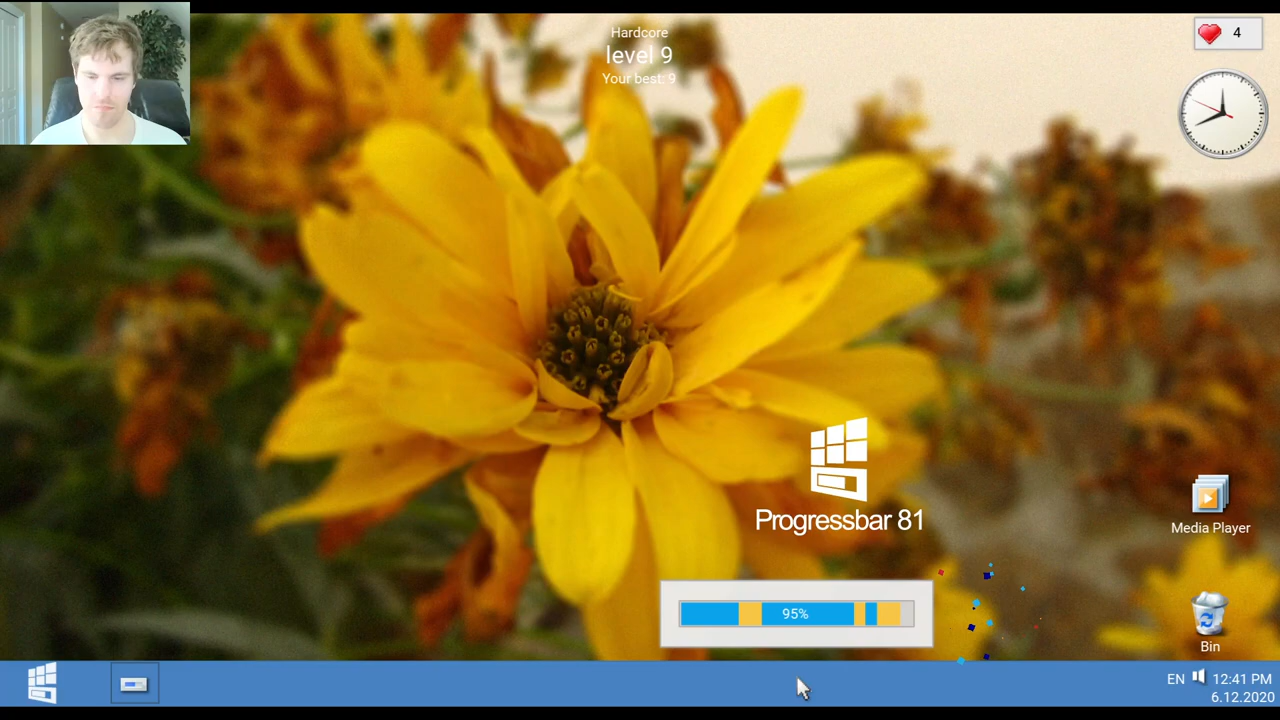 Hardcore
level 9
Your best: 9
4
Progressbar 81
Media Player
95%
Bin
EN 12:41 PM
6.12.2020